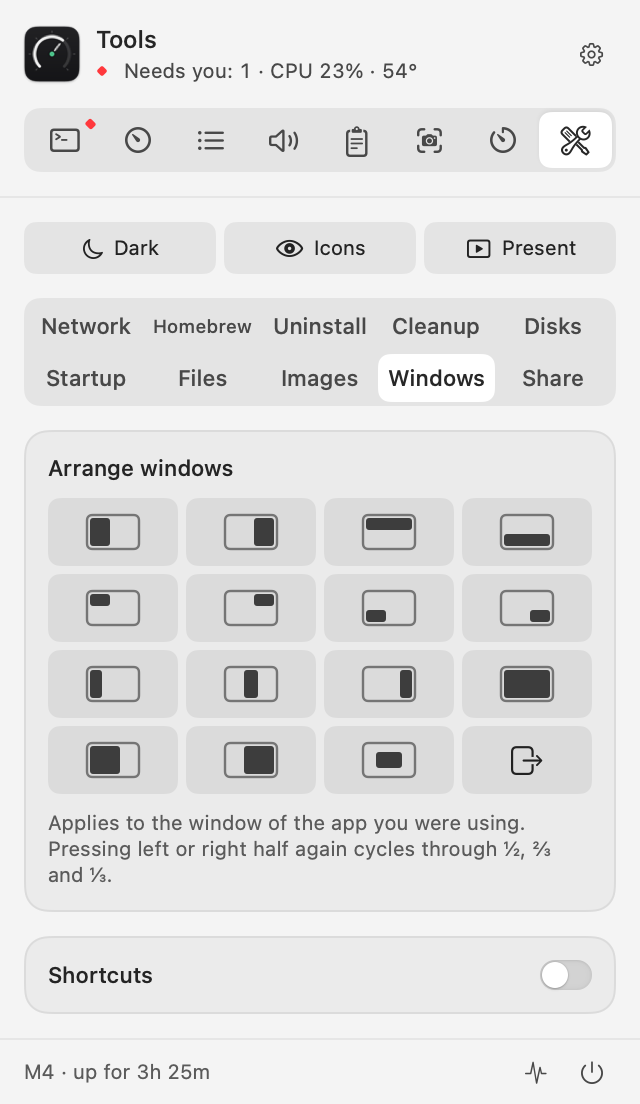 Tools
Needs you: 1 · CPU 23% · 54°
Dark
Icons
Present
Network Homebrew Uninstall Cleanup Disks
Startup Files Images Windows Share
Arrange windows
Applies to the window of the app you were using.
Pressing left or right half again cycles through ½, ⅔
and ⅓.
Shortcuts
M4 · up for 3h 25m